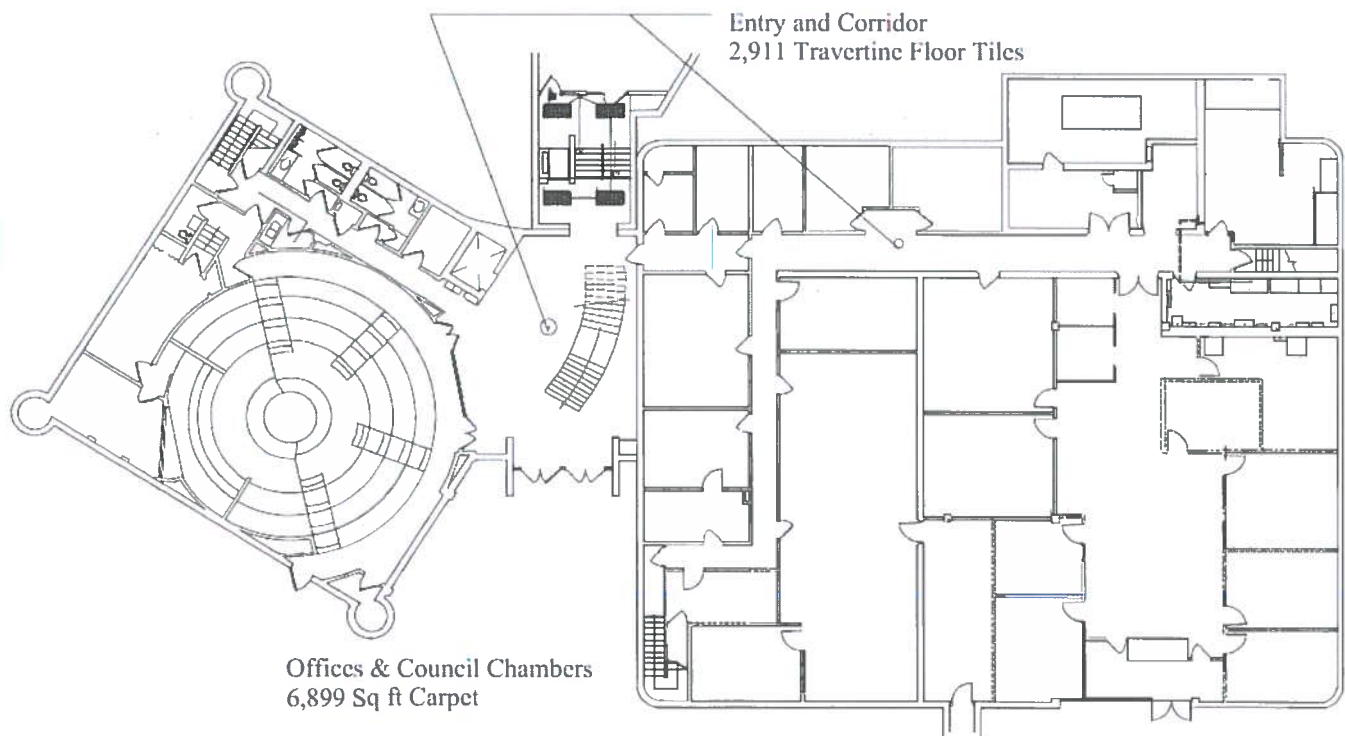 Entry and Corridor
2,911 Travertine Floor Tiles
Offices & Council Chambers
6,899 Sq ft Carpet